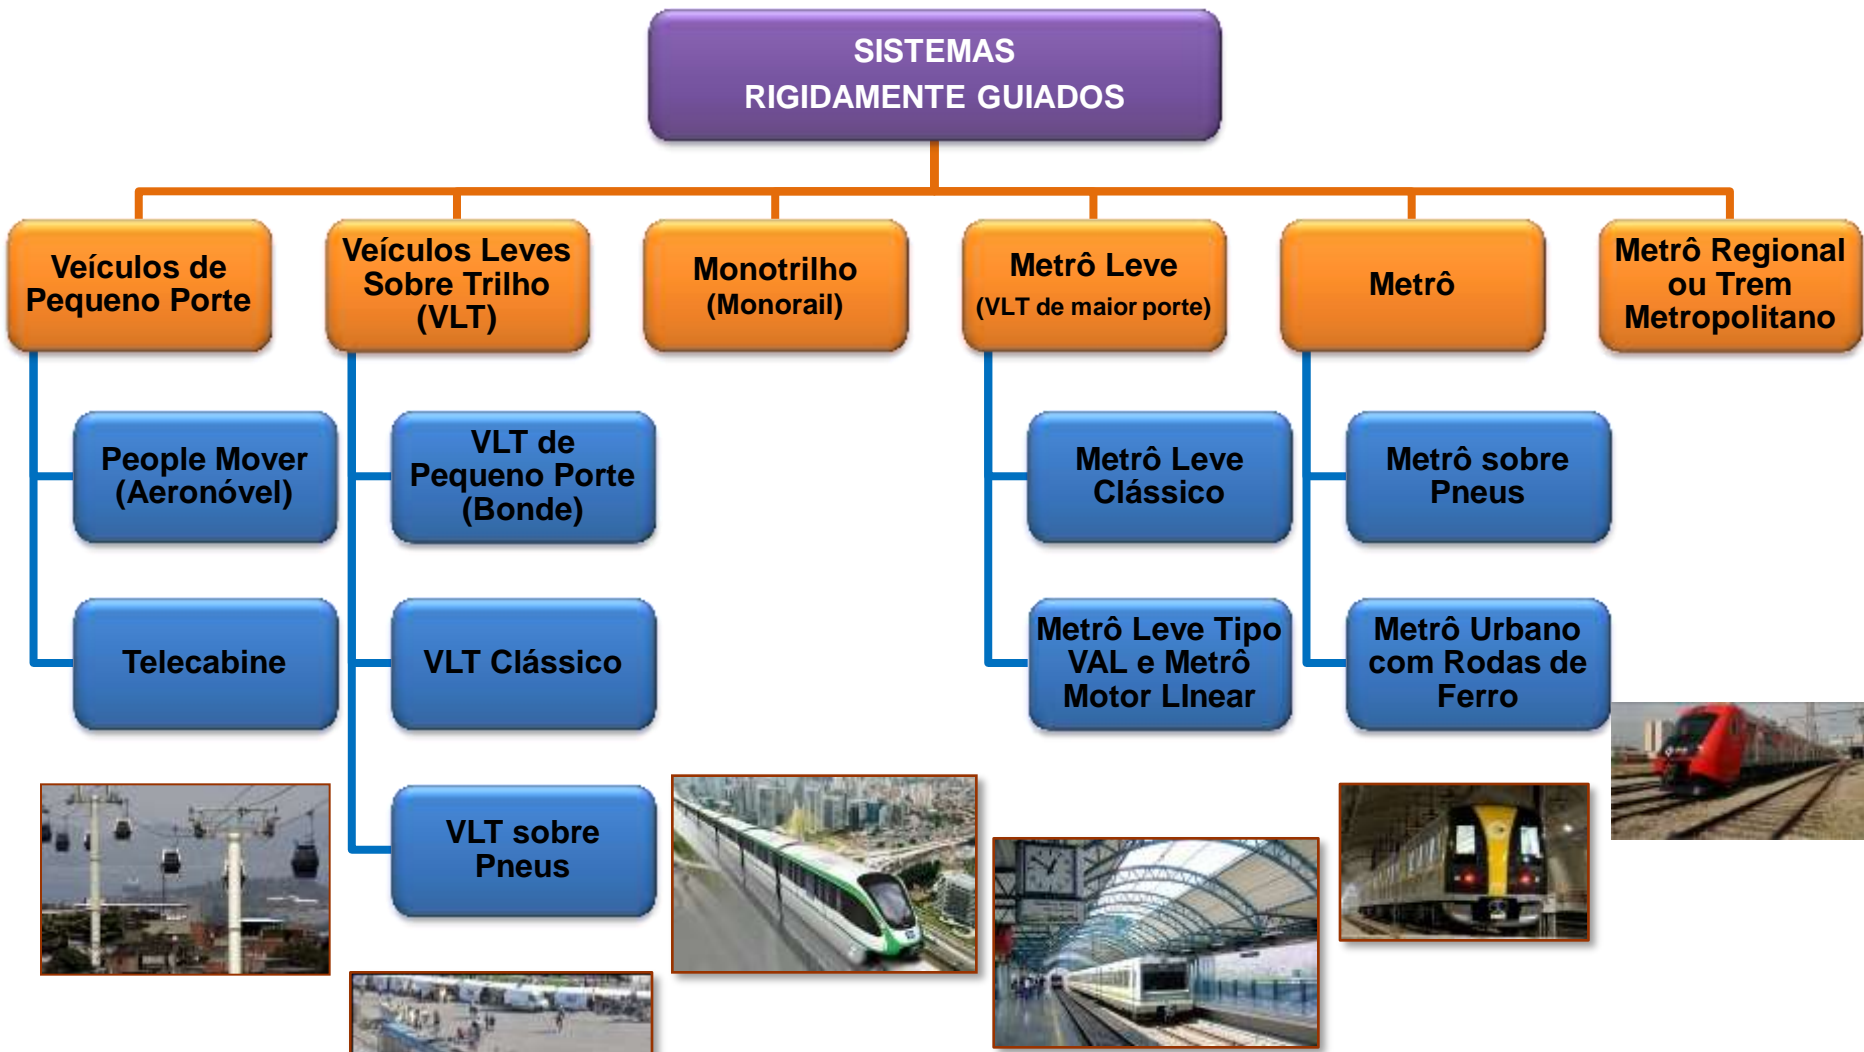 SISTEMAS
RIGIDAMENTE GUIADOS
Veículos de
Pequeno Porte
Veículos Leves
Sobre Trilho
(VLT)
Monotrilho
(Monorail)
Metrô Leve
(VLT de maior porte)
Metrô
Metrô Regional
ou Trem
Metropolitano
People Mover
(Aeronóvel)
VLT de
Pequeno Porte
(Bonde)
Metrô Leve
Clássico
Metrô sobre
Pneus
Telecabine
VLT Clássico
Metrô Leve Tipo
VAL e Metrô
Motor LInear
Metrô Urbano
com Rodas de
Ferro
VLT sobre
Pneus